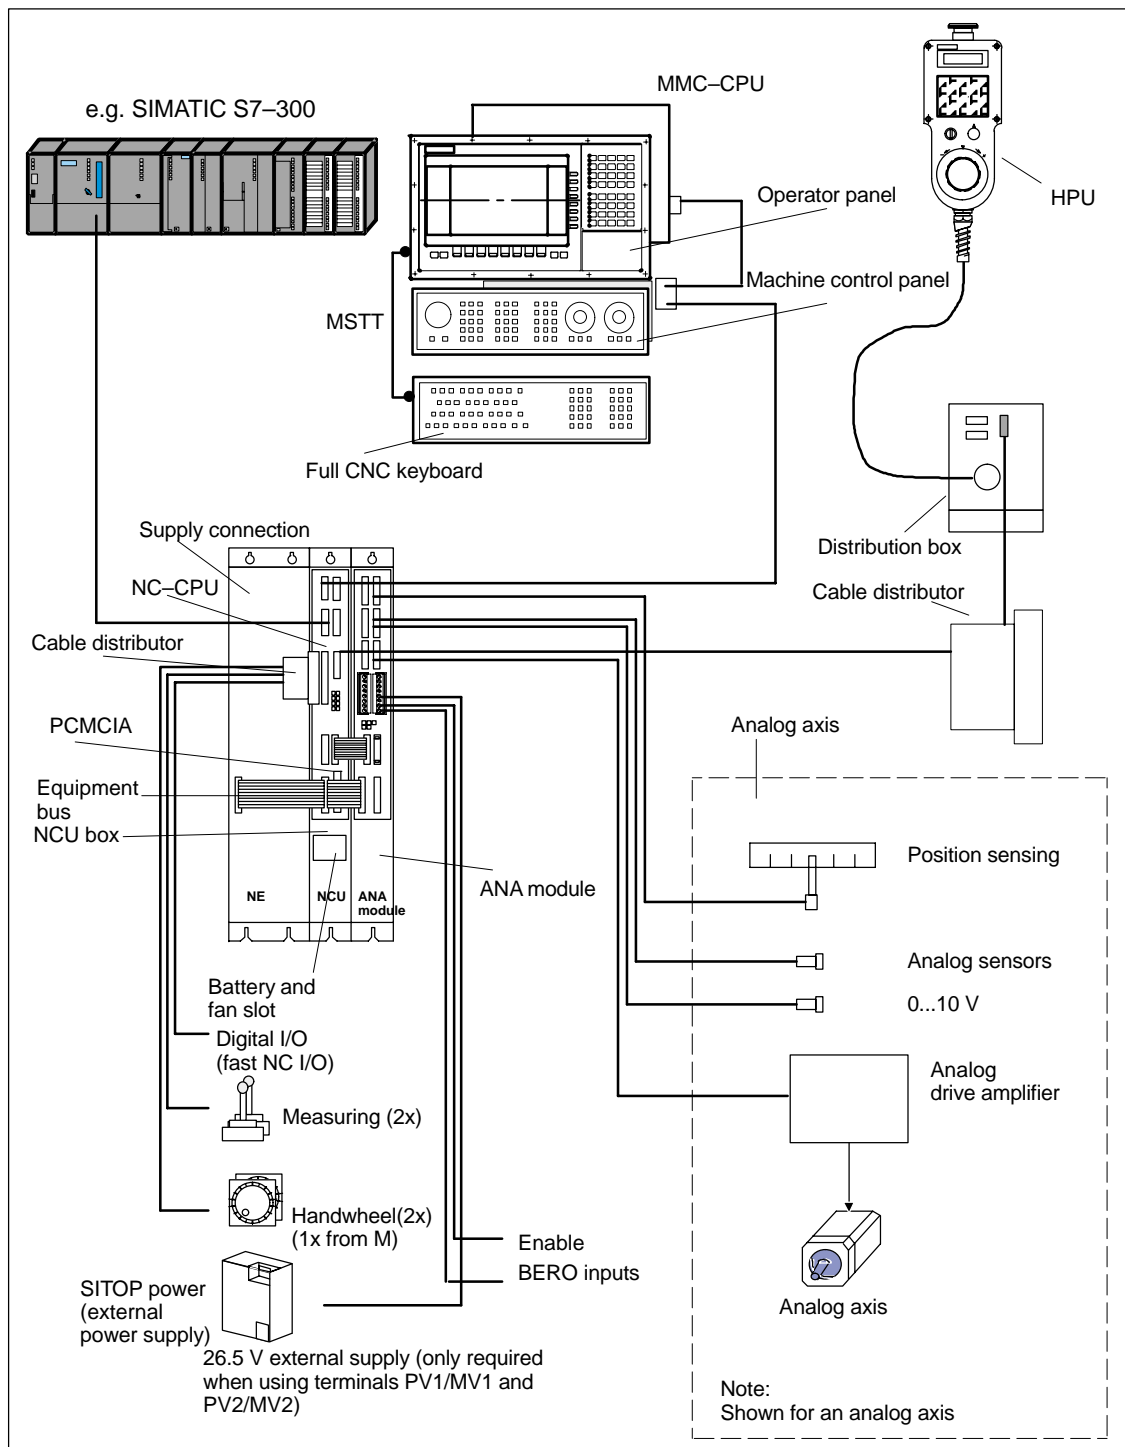 MMC–CPU
e.g. SIMATIC S7–300
Operator panel
HPU
Machine control panel
MSTT
Full CNC keyboard
Supply connection
Distribution box
NC–CPU
Cable distributor
Cable distributor
PCMCIA
Analog axis
Equipment
bus
NCU box
Position sensing
ANA module
NE
NCU
ANA
module
Analog sensors
Battery and
fan slot
0...10 V
Digital I/O
(fast NC I/O)
Analog
drive amplifier
Measuring (2x)
Handwheel(2x)
(1x from M)
Enable
BERO inputs
SITOP power
(external
power supply)
Analog axis
26.5 V external supply (only required
when using terminals PV1/MV1 and
PV2/MV2)
Note:
Shown for an analog axis